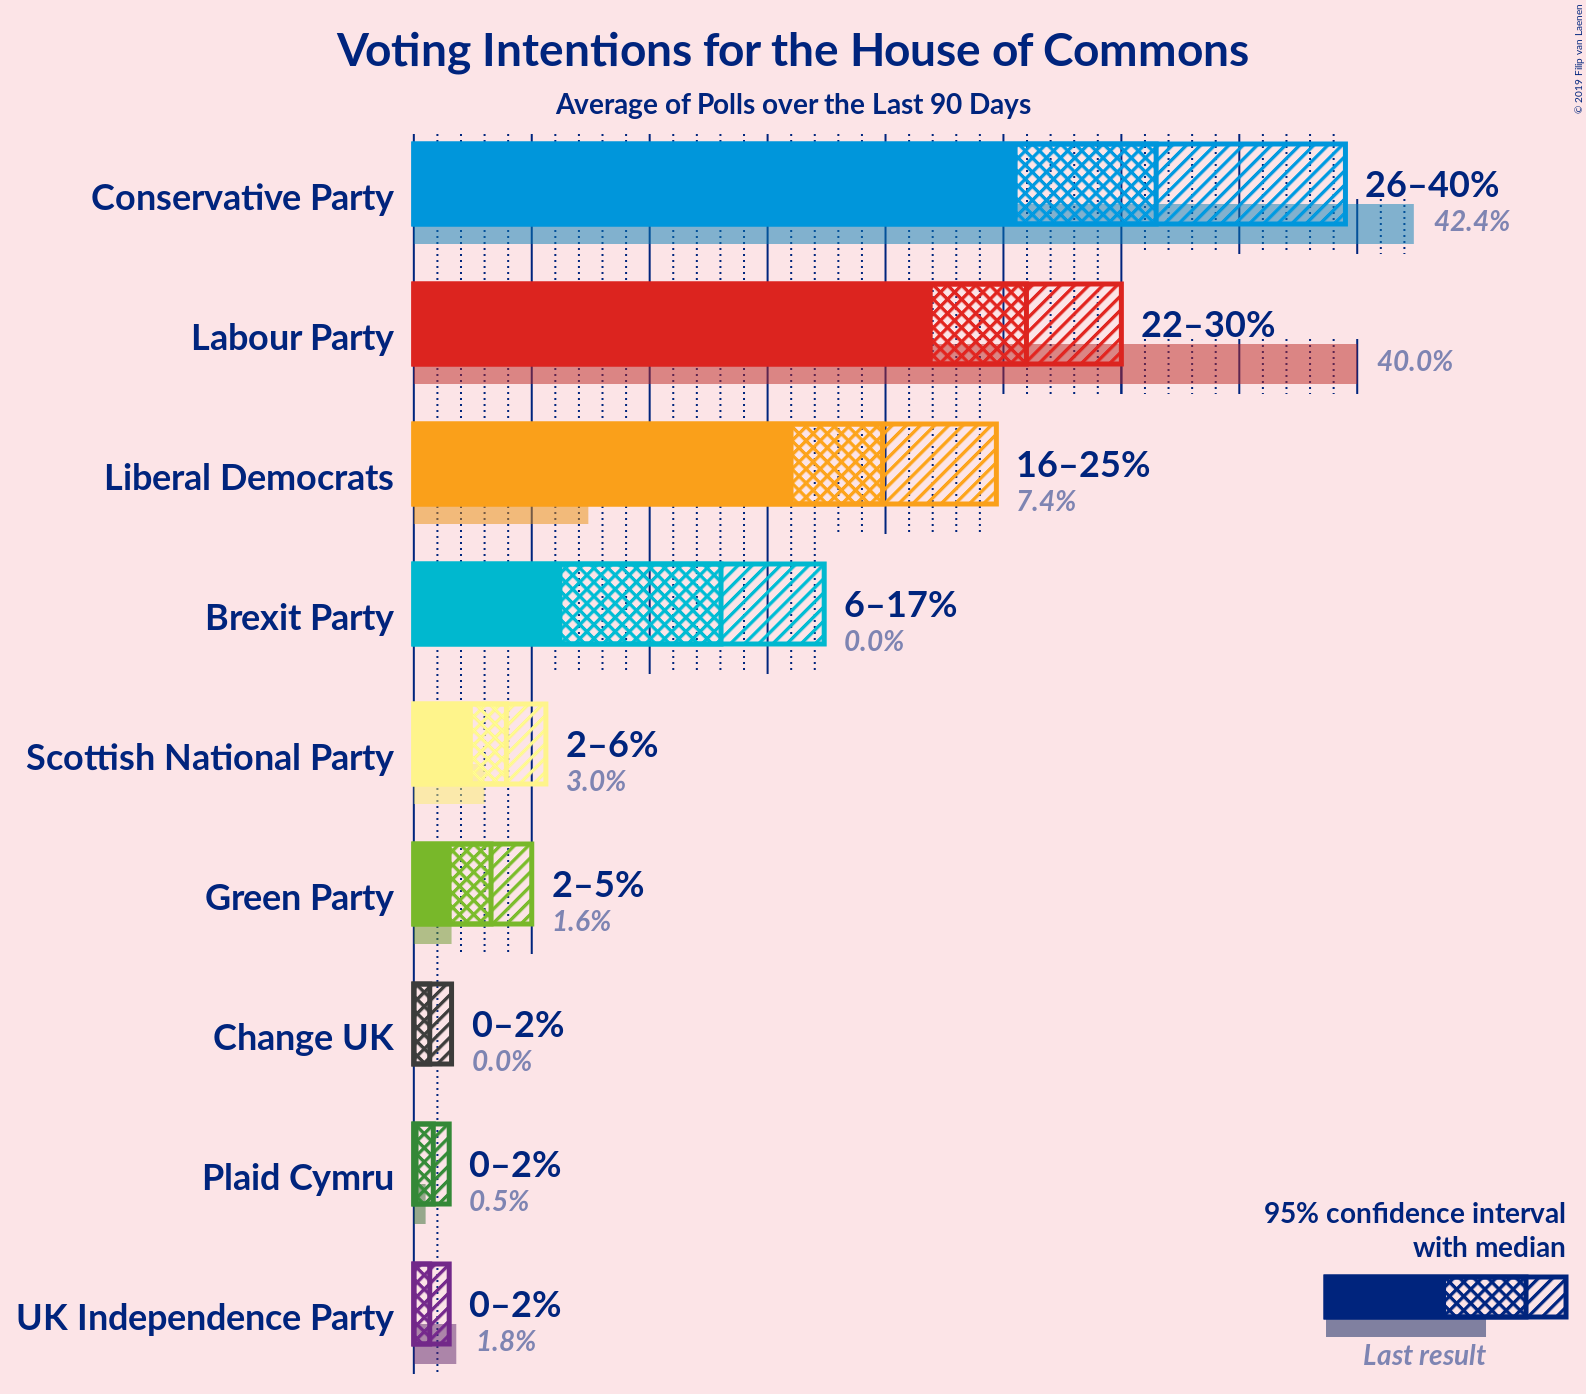 Voting Intentions for the House of Commons
Average of Polls over the Last 90 Days
© 2019 Filip van Laenen
Conservative Party
26–40%
42.4%
Labour Party
22–30%
40.0%
Liberal Democrats
16–25%
7.4%
Brexit Party
6–17%
0.0%
Scottish National Party
2–6%
3.0%
Green Party
2–5%
1.6%
Change UK
0–2%
0.0%
Plaid Cymru
0–2%
0.5%
UK Independence Party
0–2%
1.8%
95% confidence interval
with median
Last result